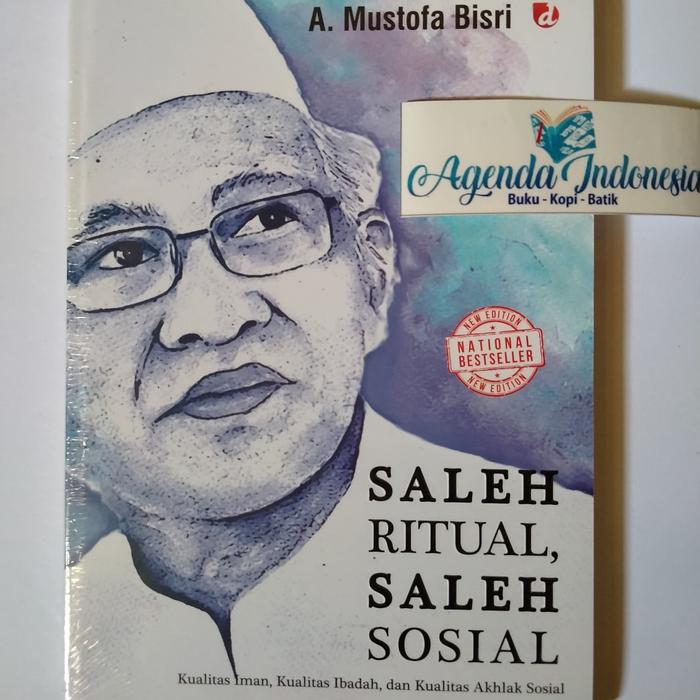 A. Mustofa Bisri
d
Agenda Indonesia
Buku - Kopi - Batik
NEW EDITION
NATIONAL
BESTSELLER
NEW EDITION
SALEH
RITUAL,
SALEH
SOSIAL
Kualitas Iman, Kualitas Ibadah, dan Kualitas Akhlak Sosial